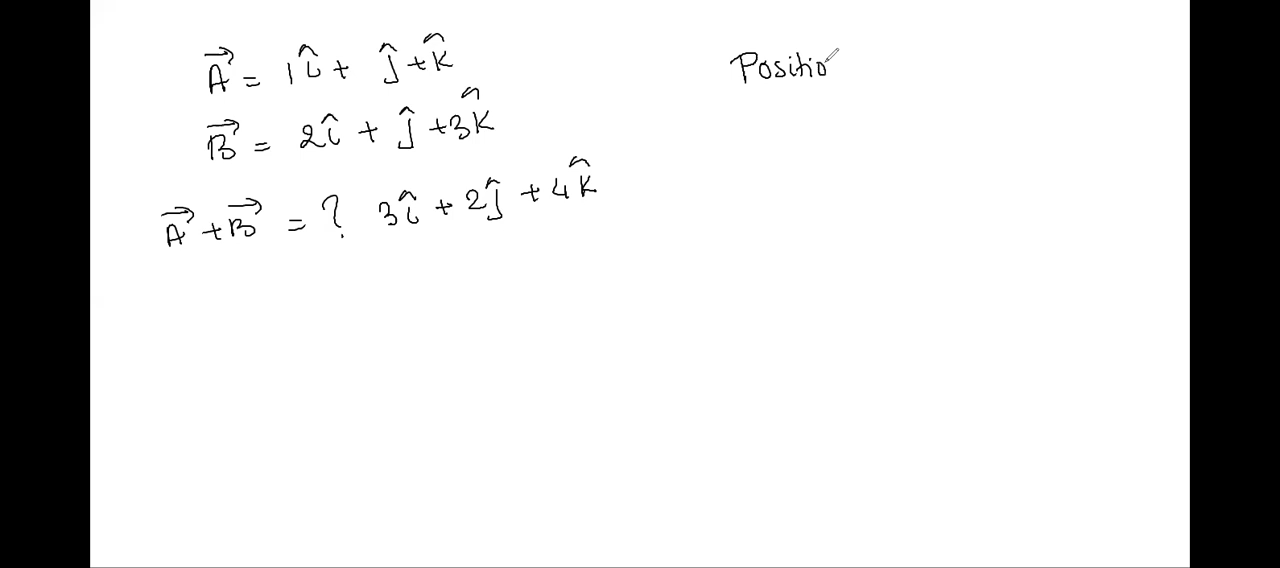 A⃗ = 1î + ĵ + k̂
B⃗ = 2î + ĵ + 3k̂
A⃗ + B⃗ = ? 3î + 2ĵ + 4k̂
Positio